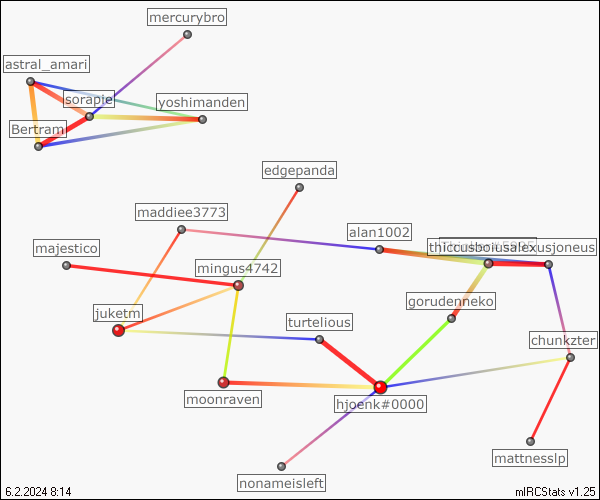 mercurybro
astral_amari
sorapie
yoshimanden
Bertram
edgepanda
maddiee3773
alan1002
majestico
mingus4742
gorudenneko
juketm
turtelious
chunkzter
moonraven
hjoenk#0000
mattnesslp
nonameisleft
6.2.2024 8:14
mIRCStats v1.25